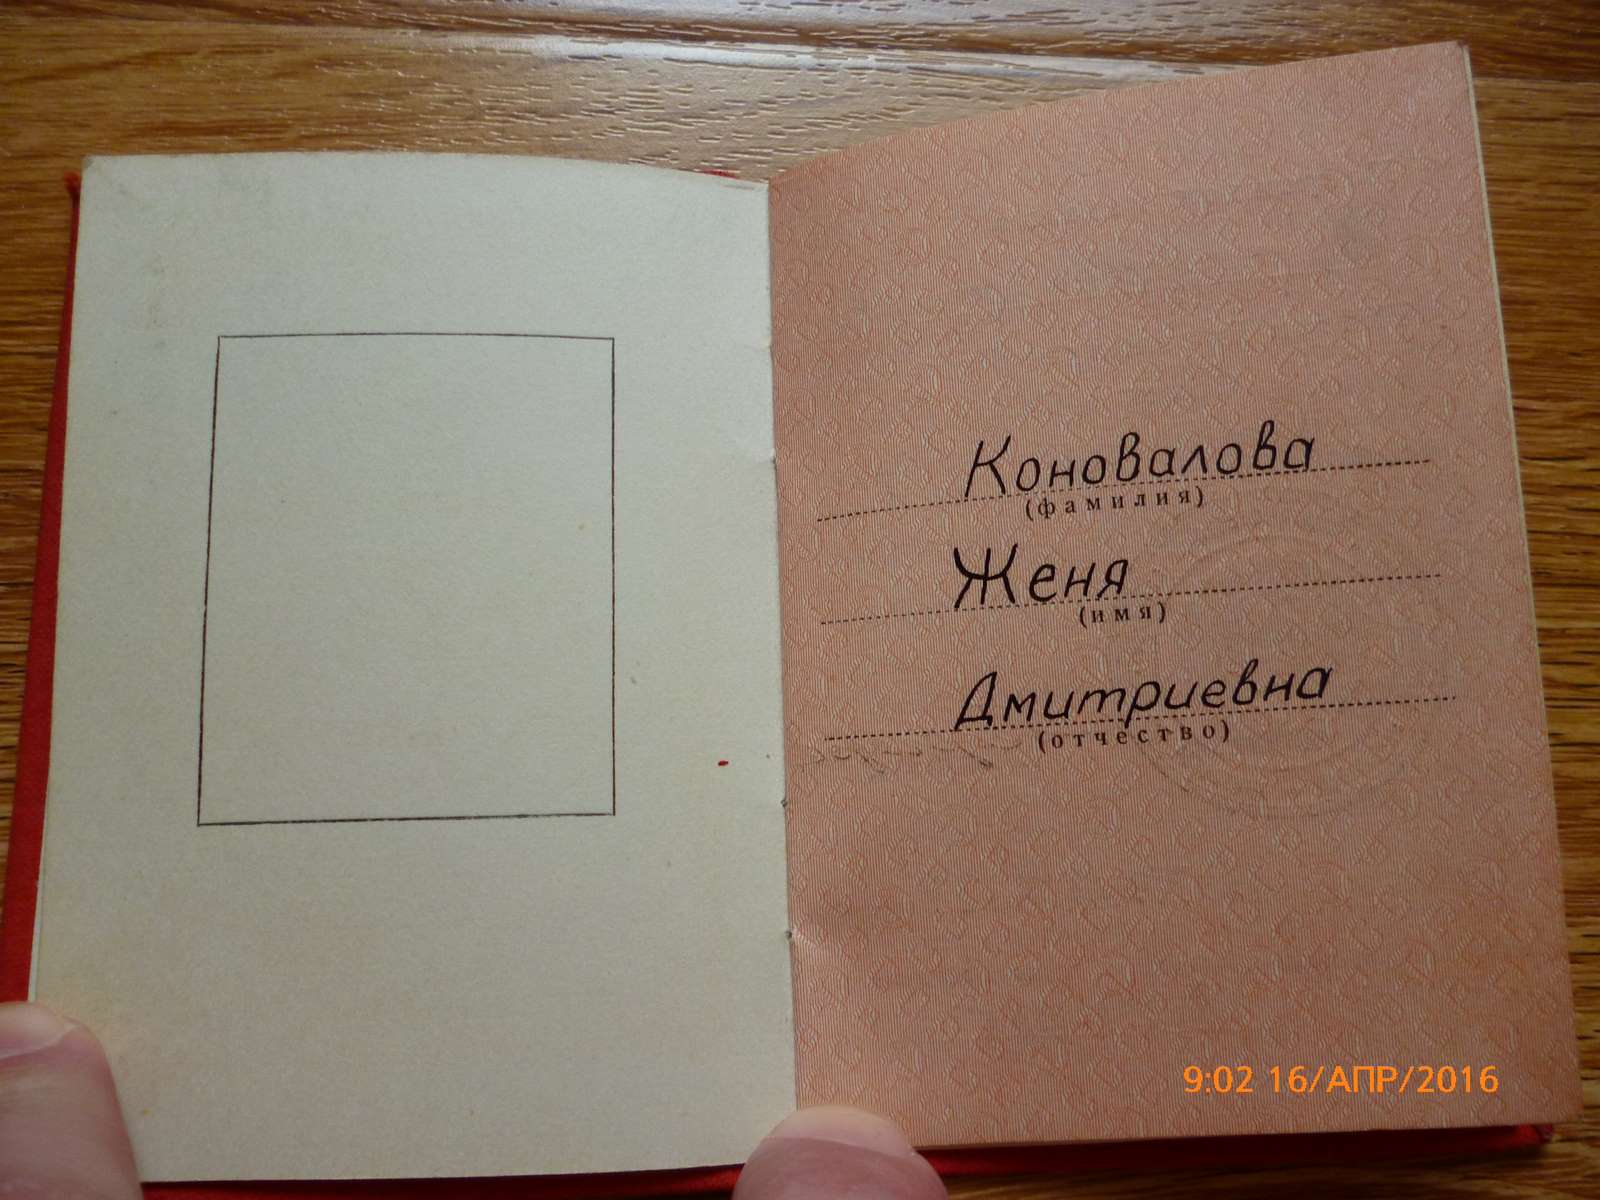 Коновалова
(фамилия)
Женя
(имя)
Дмитриевна
(отчество)
9:02 16/АПР/2016